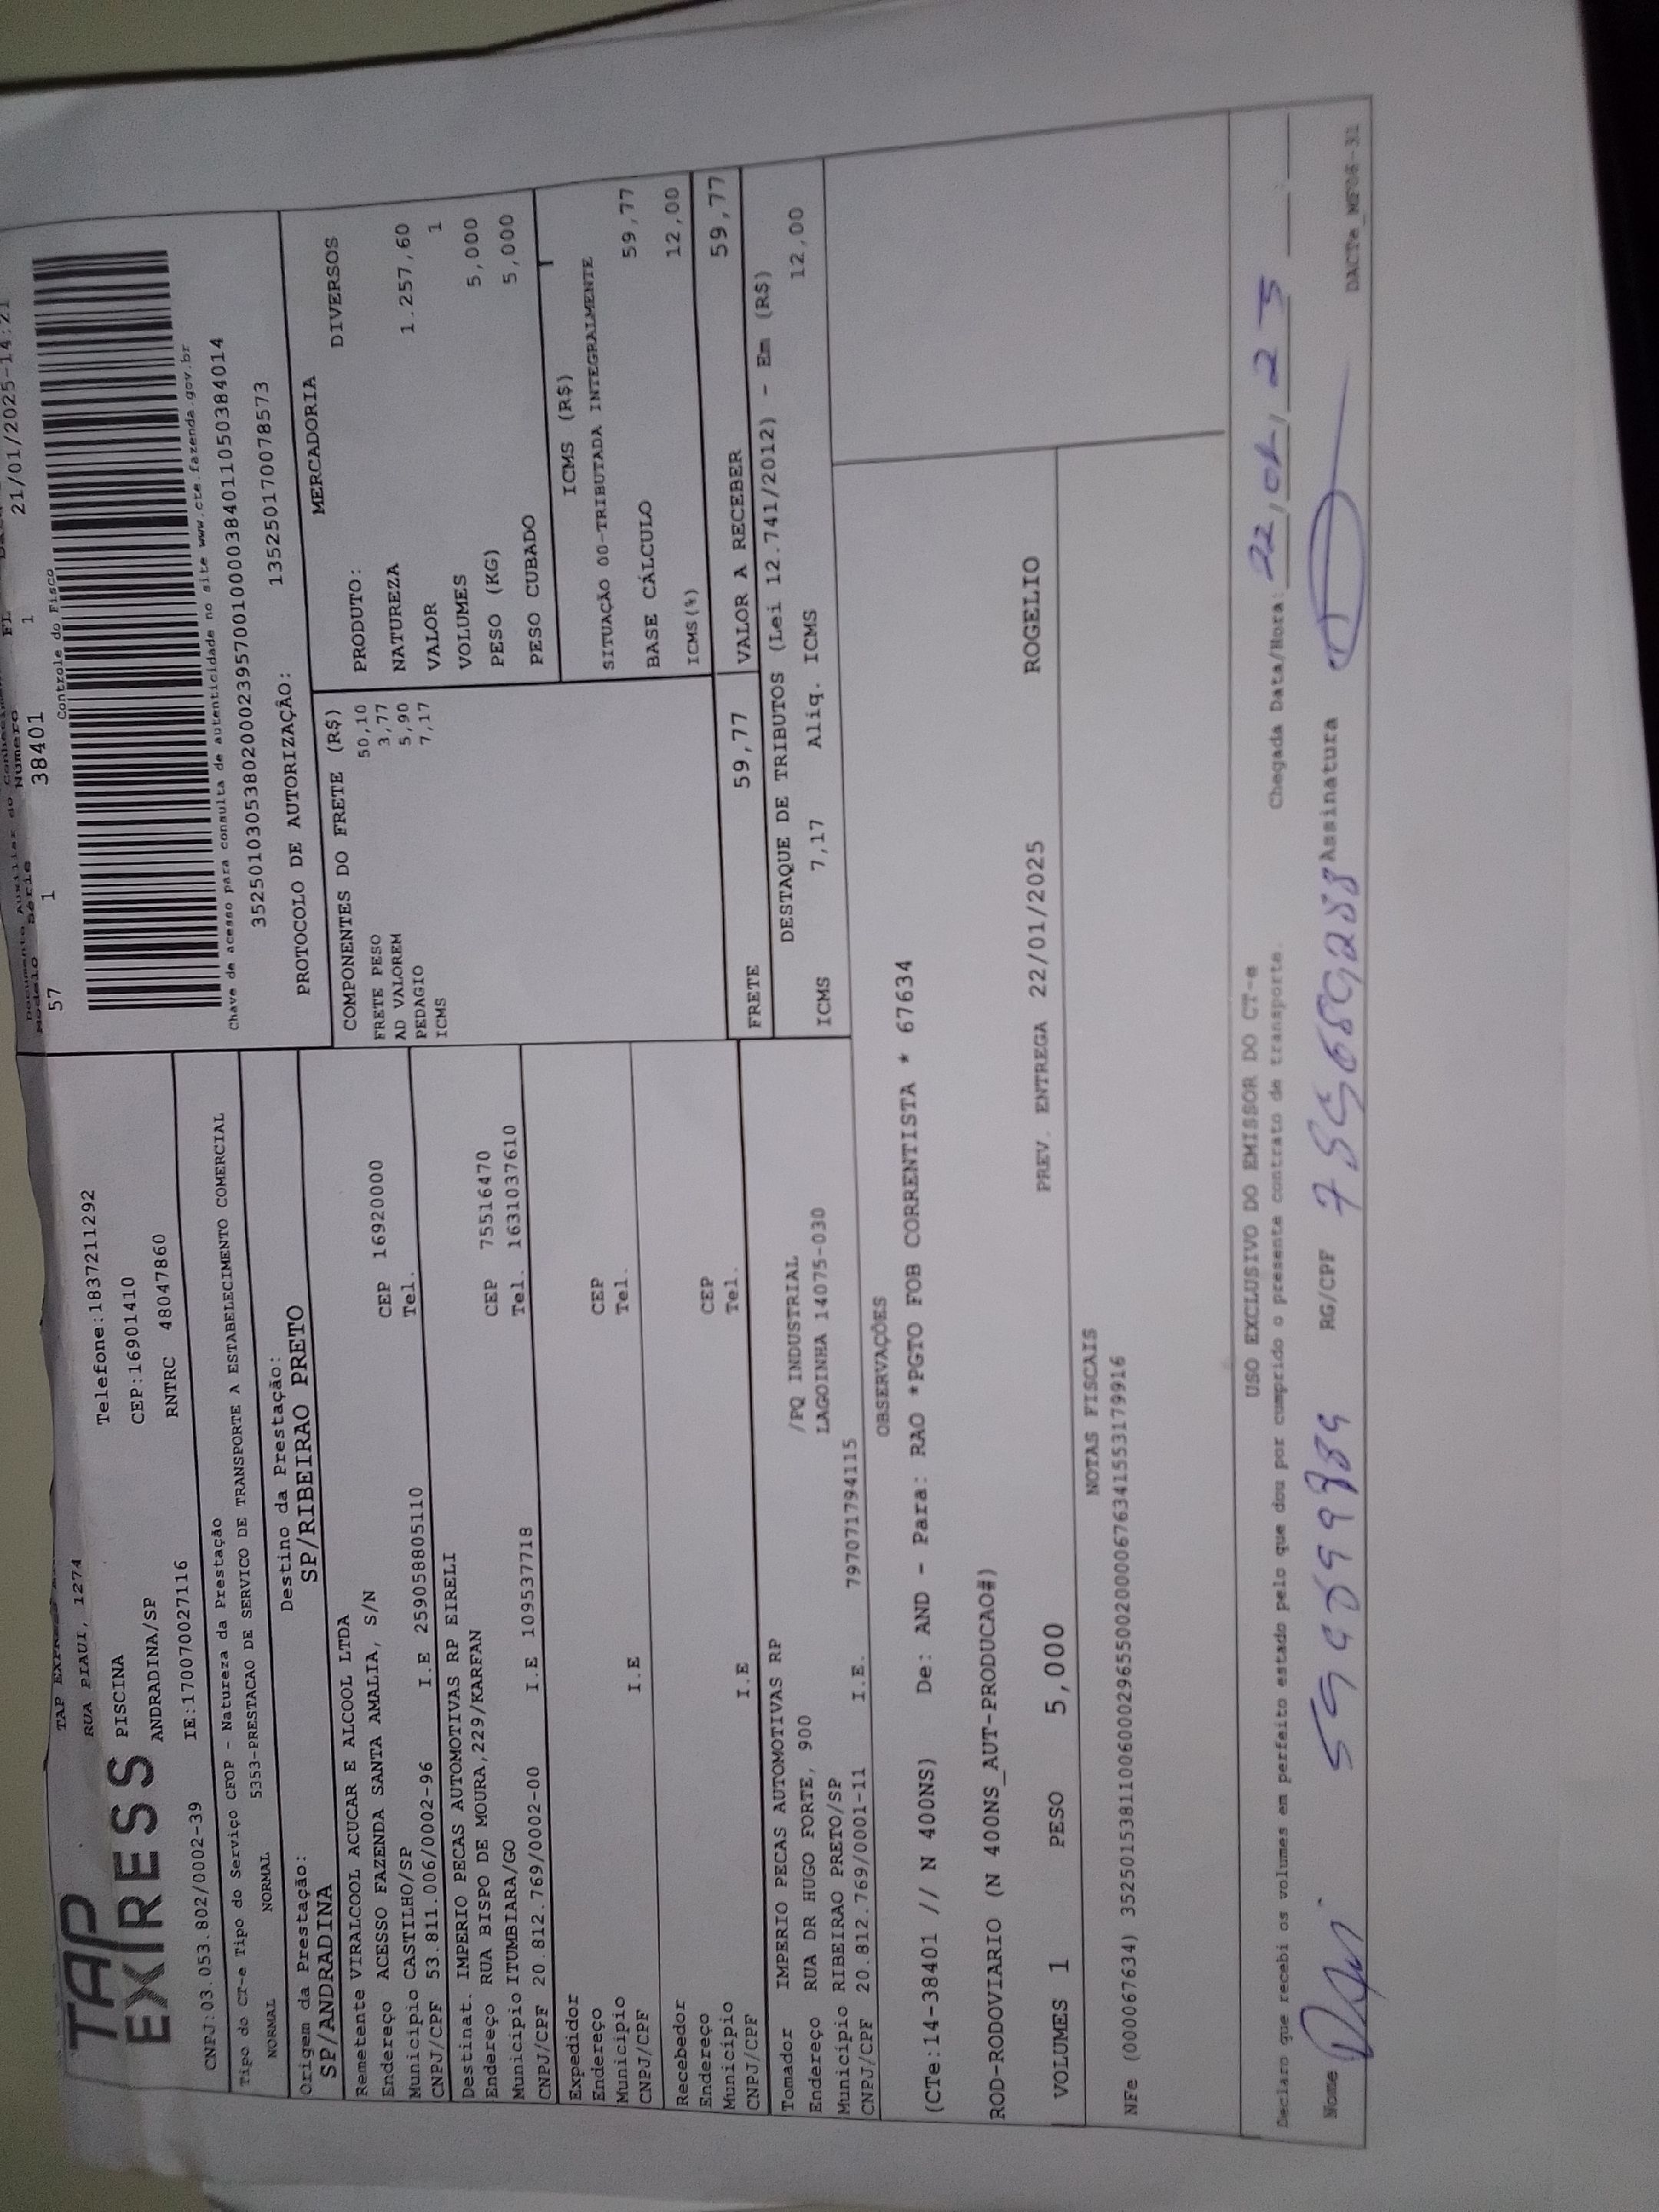 TAP
EXPRESS
RUA PIAUI, 1274
PISCINA
ANDRADINA/SP
Telefone:1837211292
CEP:16901410
CNPJ:03.053.802/0002-39 IE:170070027116 RNTRC 48047860
Número FL
57 1 38401 1 21/01/2025-14:21
Controle do Fisco
Chave de acesso para consulta de autenticidade no site www.cte.fazenda.gov.br
35250103053802000239570010000384011050384014
PROTOCOLO DE AUTORIZAÇÃO: 135250170078573
Tipo do CT-e Tipo do Serviço CFOP - Natureza da Prestação
NORMAL NORMAL 5353-PRESTACAO DE SERVICO DE TRANSPORTE A ESTABELECIMENTO COMERCIAL
Origem da Prestação: Destino da Prestação:
SP/ANDRADINA SP/RIBEIRAO PRETO
Remetente VIRALCOOL ACUCAR E ALCOOL LTDA
Endereço ACESSO FAZENDA SANTA AMALIA, S/N CEP 16920000
Município CASTILHO/SP Tel.
CNPJ/CPF 53.811.006/0002-96 I.E 259058805110
Destinat. IMPERIO PECAS AUTOMOTIVAS RP EIRELI
Endereço RUA BISPO DE MOURA,229/KARFAN CEP 75516470
Município ITUMBIARA/GO Tel. 1631037610
CNPJ/CPF 20.812.769/0002-00 I.E 109537718
Expedidor
Endereço CEP
Município Tel.
CNPJ/CPF I.E
Recebedor
Endereço CEP
Município Tel.
CNPJ/CPF I.E
Tomador IMPERIO PECAS AUTOMOTIVAS RP
Endereço RUA DR HUGO FORTE, 900 /PQ INDUSTRIAL
Município RIBEIRAO PRETO/SP LAGOINHA 14075-030
CNPJ/CPF 20.812.769/0001-11 I.E. 797071794115
COMPONENTES DO FRETE (R$)
FRETE PESO 50,10
AD VALOREM 3,77
PEDAGIO 5,90
ICMS 7,17
MERCADORIA
PRODUTO: DIVERSOS
NATUREZA
VALOR 1.257,60
VOLUMES 1
PESO (KG) 5,000
PESO CUBADO 5,000
ICMS (R$)
SITUAÇÃO 00-TRIBUTADA INTEGRALMENTE
BASE CÁLCULO 59,77
ICMS(%) 12,00
FRETE 59,77 VALOR A RECEBER 59,77
DESTAQUE DE TRIBUTOS (Lei 12.741/2012) - Em (R$)
ICMS 7,17 Aliq. ICMS 12,00
OBSERVAÇÕES
(CTe:14-38401 // N 400NS) De: AND - Para: RAO *PGTO FOB CORRENTISTA * 67634
ROD-RODOVIARIO (N 400NS_AUT-PRODUCAO#)
PREV. ENTREGA 22/01/2025 ROGELIO
VOLUMES 1 PESO 5,000
NOTAS FISCAIS
NFe (000067634) 35250153811006000296550020000676341555317991 6
USO EXCLUSIVO DO EMISSOR DO CT-e
Declaro que recebi os volumes em perfeito estado pelo que dou por cumprido o presente contrato de transporte. Chegada Data/Hora: 22/01/25
Nome RG/CPF Assinatura
DACTe_MF06-31